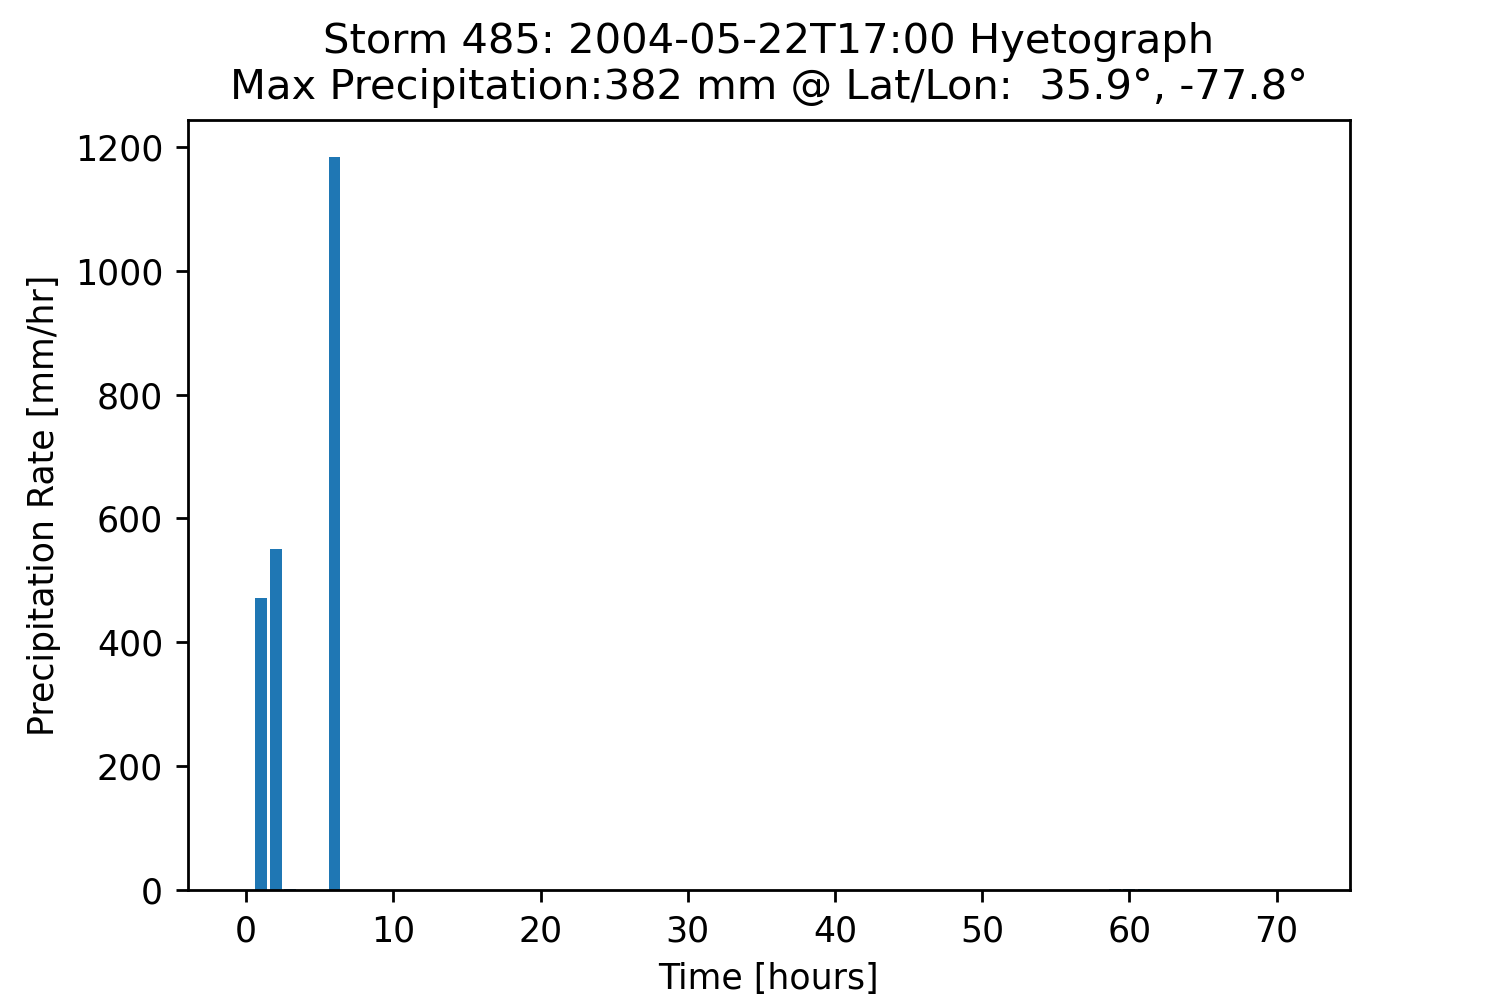 Storm 485: 2004-05-22T17:00 Hyetograph
Max Precipitation:382 mm @ Lat/Lon:  35.9°, -77.8°
1200
1000
800
600
400
200
0
Precipitation Rate [mm/hr]
0 10 20 30 40 50 60 70
Time [hours]